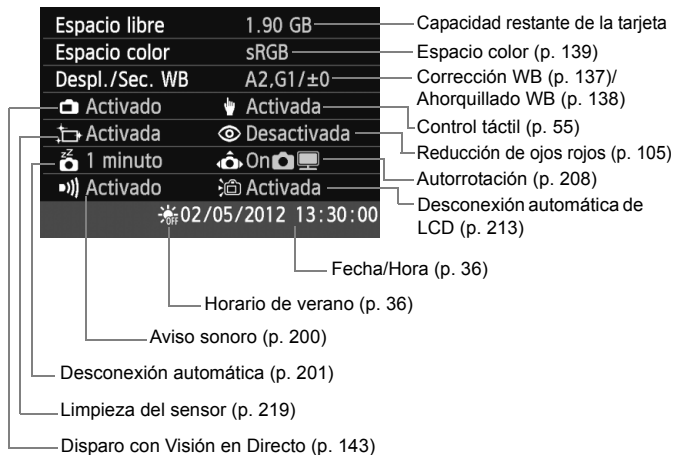 Espacio libre 1.90 GB
Capacidad restante de la tarjeta
Espacio color sRGB
Espacio color (p. 139)
Despl./Sec. WB A2,G1/±0
Corrección WB (p. 137)/
Ahorquillado WB (p. 138)
Activado Activada
Control táctil (p. 55)
Activada Desactivada
Reducción de ojos rojos (p. 105)
1 minuto On
Autorrotación (p. 208)
Activado Activada
Desconexión automática de
LCD (p. 213)
OFF 02/05/2012 13:30:00
Fecha/Hora (p. 36)
Horario de verano (p. 36)
Aviso sonoro (p. 200)
Desconexión automática (p. 201)
Limpieza del sensor (p. 219)
Disparo con Visión en Directo (p. 143)